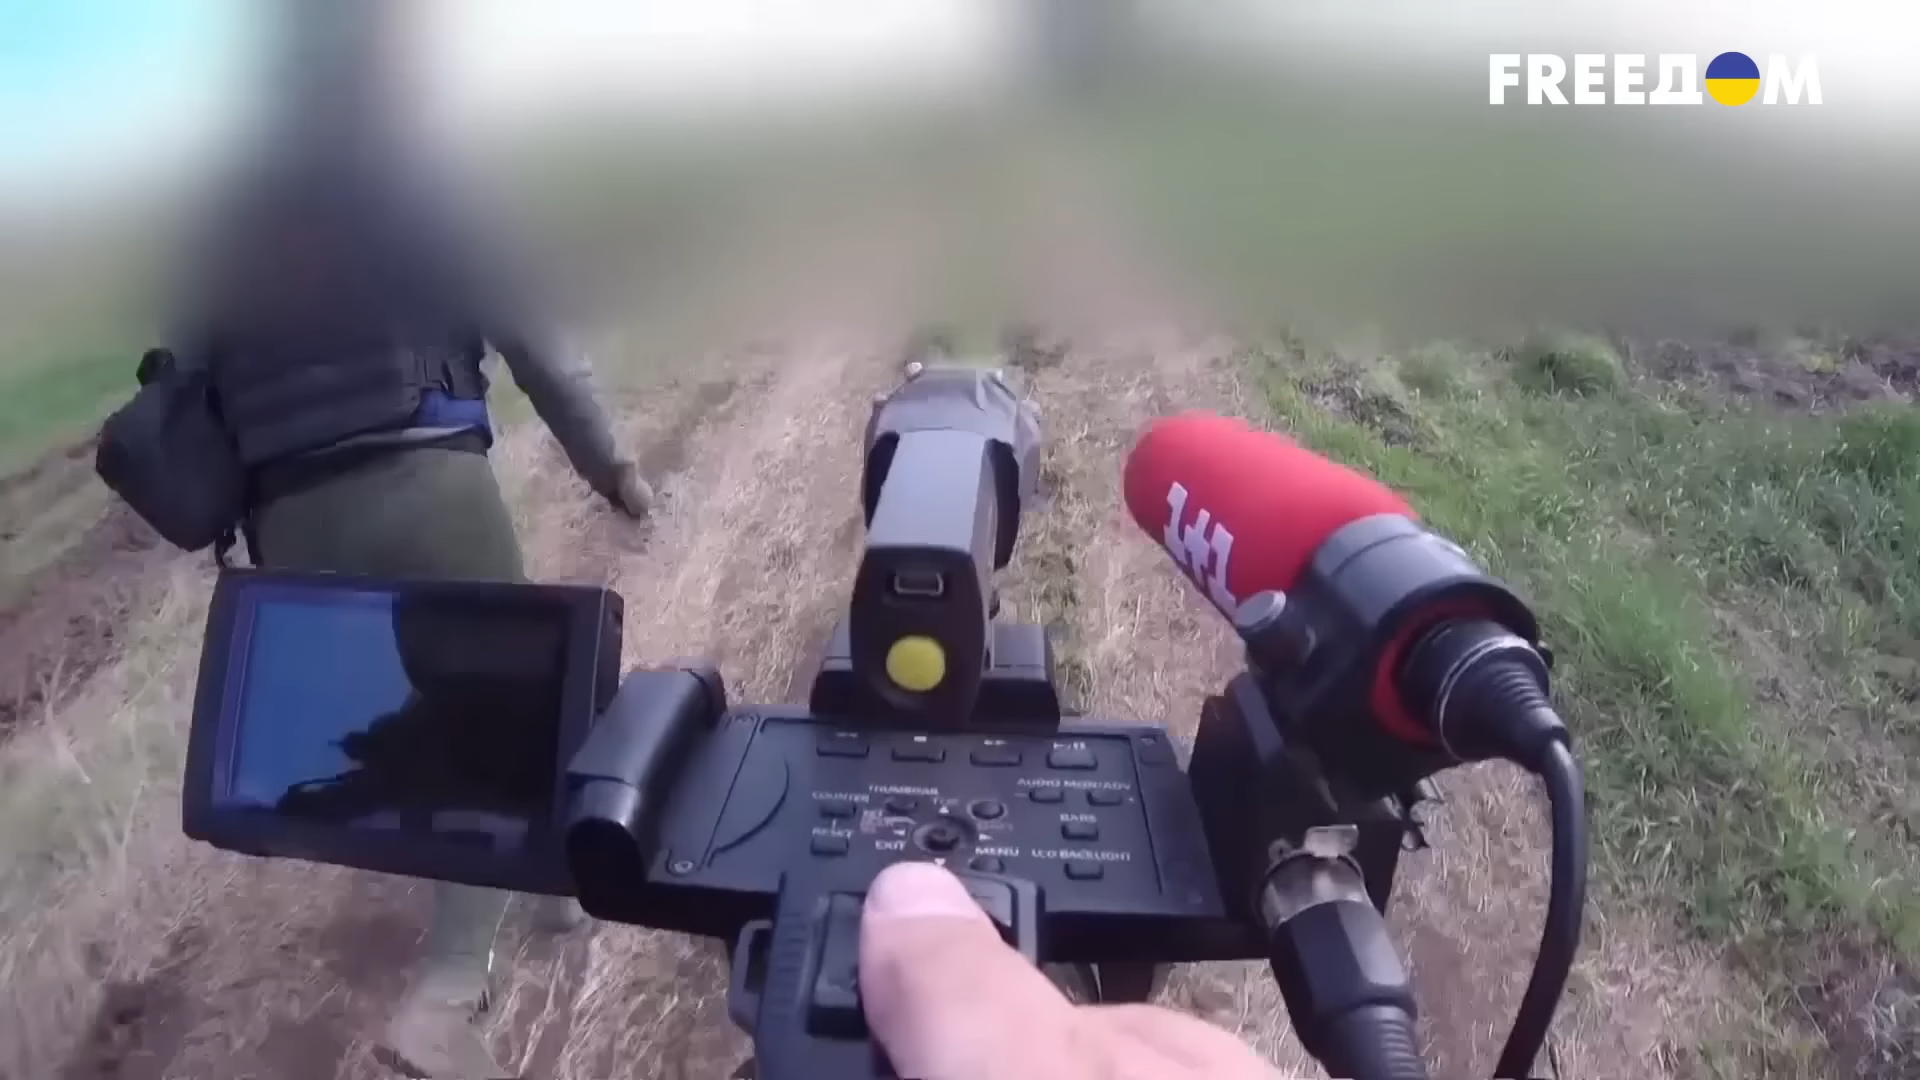 FREEДOM
1+1
THUMBNAIL
COUNTER
RESET
EXIT
MENU
AUDIO MON/ADV
BARS
LCD BACKLIGHT